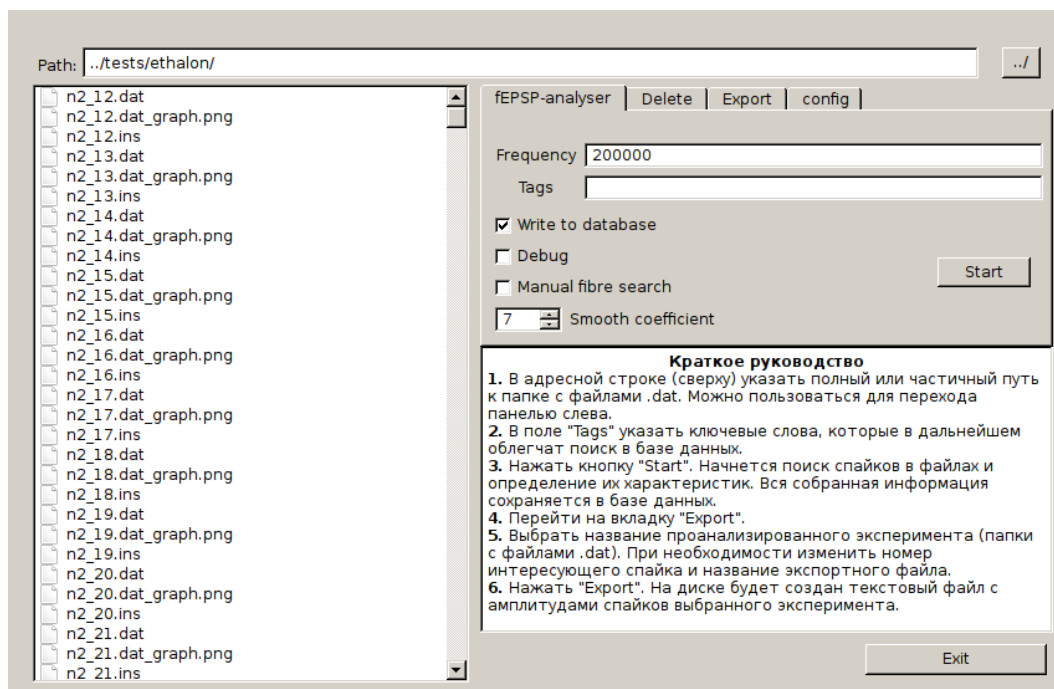 Path: ../tests/ethalon/
../
n2_12.dat
n2_12.dat_graph.png
n2_12.ins
n2_13.dat
n2_13.dat_graph.png
n2_13.ins
n2_14.dat
n2_14.dat_graph.png
n2_14.ins
n2_15.dat
n2_15.dat_graph.png
n2_15.ins
n2_16.dat
n2_16.dat_graph.png
n2_16.ins
n2_17.dat
n2_17.dat_graph.png
n2_17.ins
n2_18.dat
n2_18.dat_graph.png
n2_18.ins
n2_19.dat
n2_19.dat_graph.png
n2_19.ins
n2_20.dat
n2_20.dat_graph.png
n2_20.ins
n2_21.dat
n2_21.dat_graph.png
n2_21.ins
fEPSP-analyser Delete Export config
Frequency 200000
Tags
Write to database
Debug
Manual fibre search
7 Smooth coefficient
Start
Краткое руководство
1. В адресной строке (сверху) указать полный или частичный путь
к папке с файлами .dat. Можно пользоваться для перехода
панелью слева.
2. В поле "Tags" указать ключевые слова, которые в дальнейшем
облегчат поиск в базе данных.
3. Нажать кнопку "Start". Начнется поиск спайков в файлах и
определение их характеристик. Вся собранная информация
сохраняется в базе данных.
4. Перейти на вкладку "Export".
5. Выбрать название проанализированного эксперимента (папки
с файлами .dat). При необходимости изменить номер
интересующего спайка и название экспортного файла.
6. Нажать "Export". На диске будет создан текстовый файл с
амплитудами спайков выбранного эксперимента.
Exit